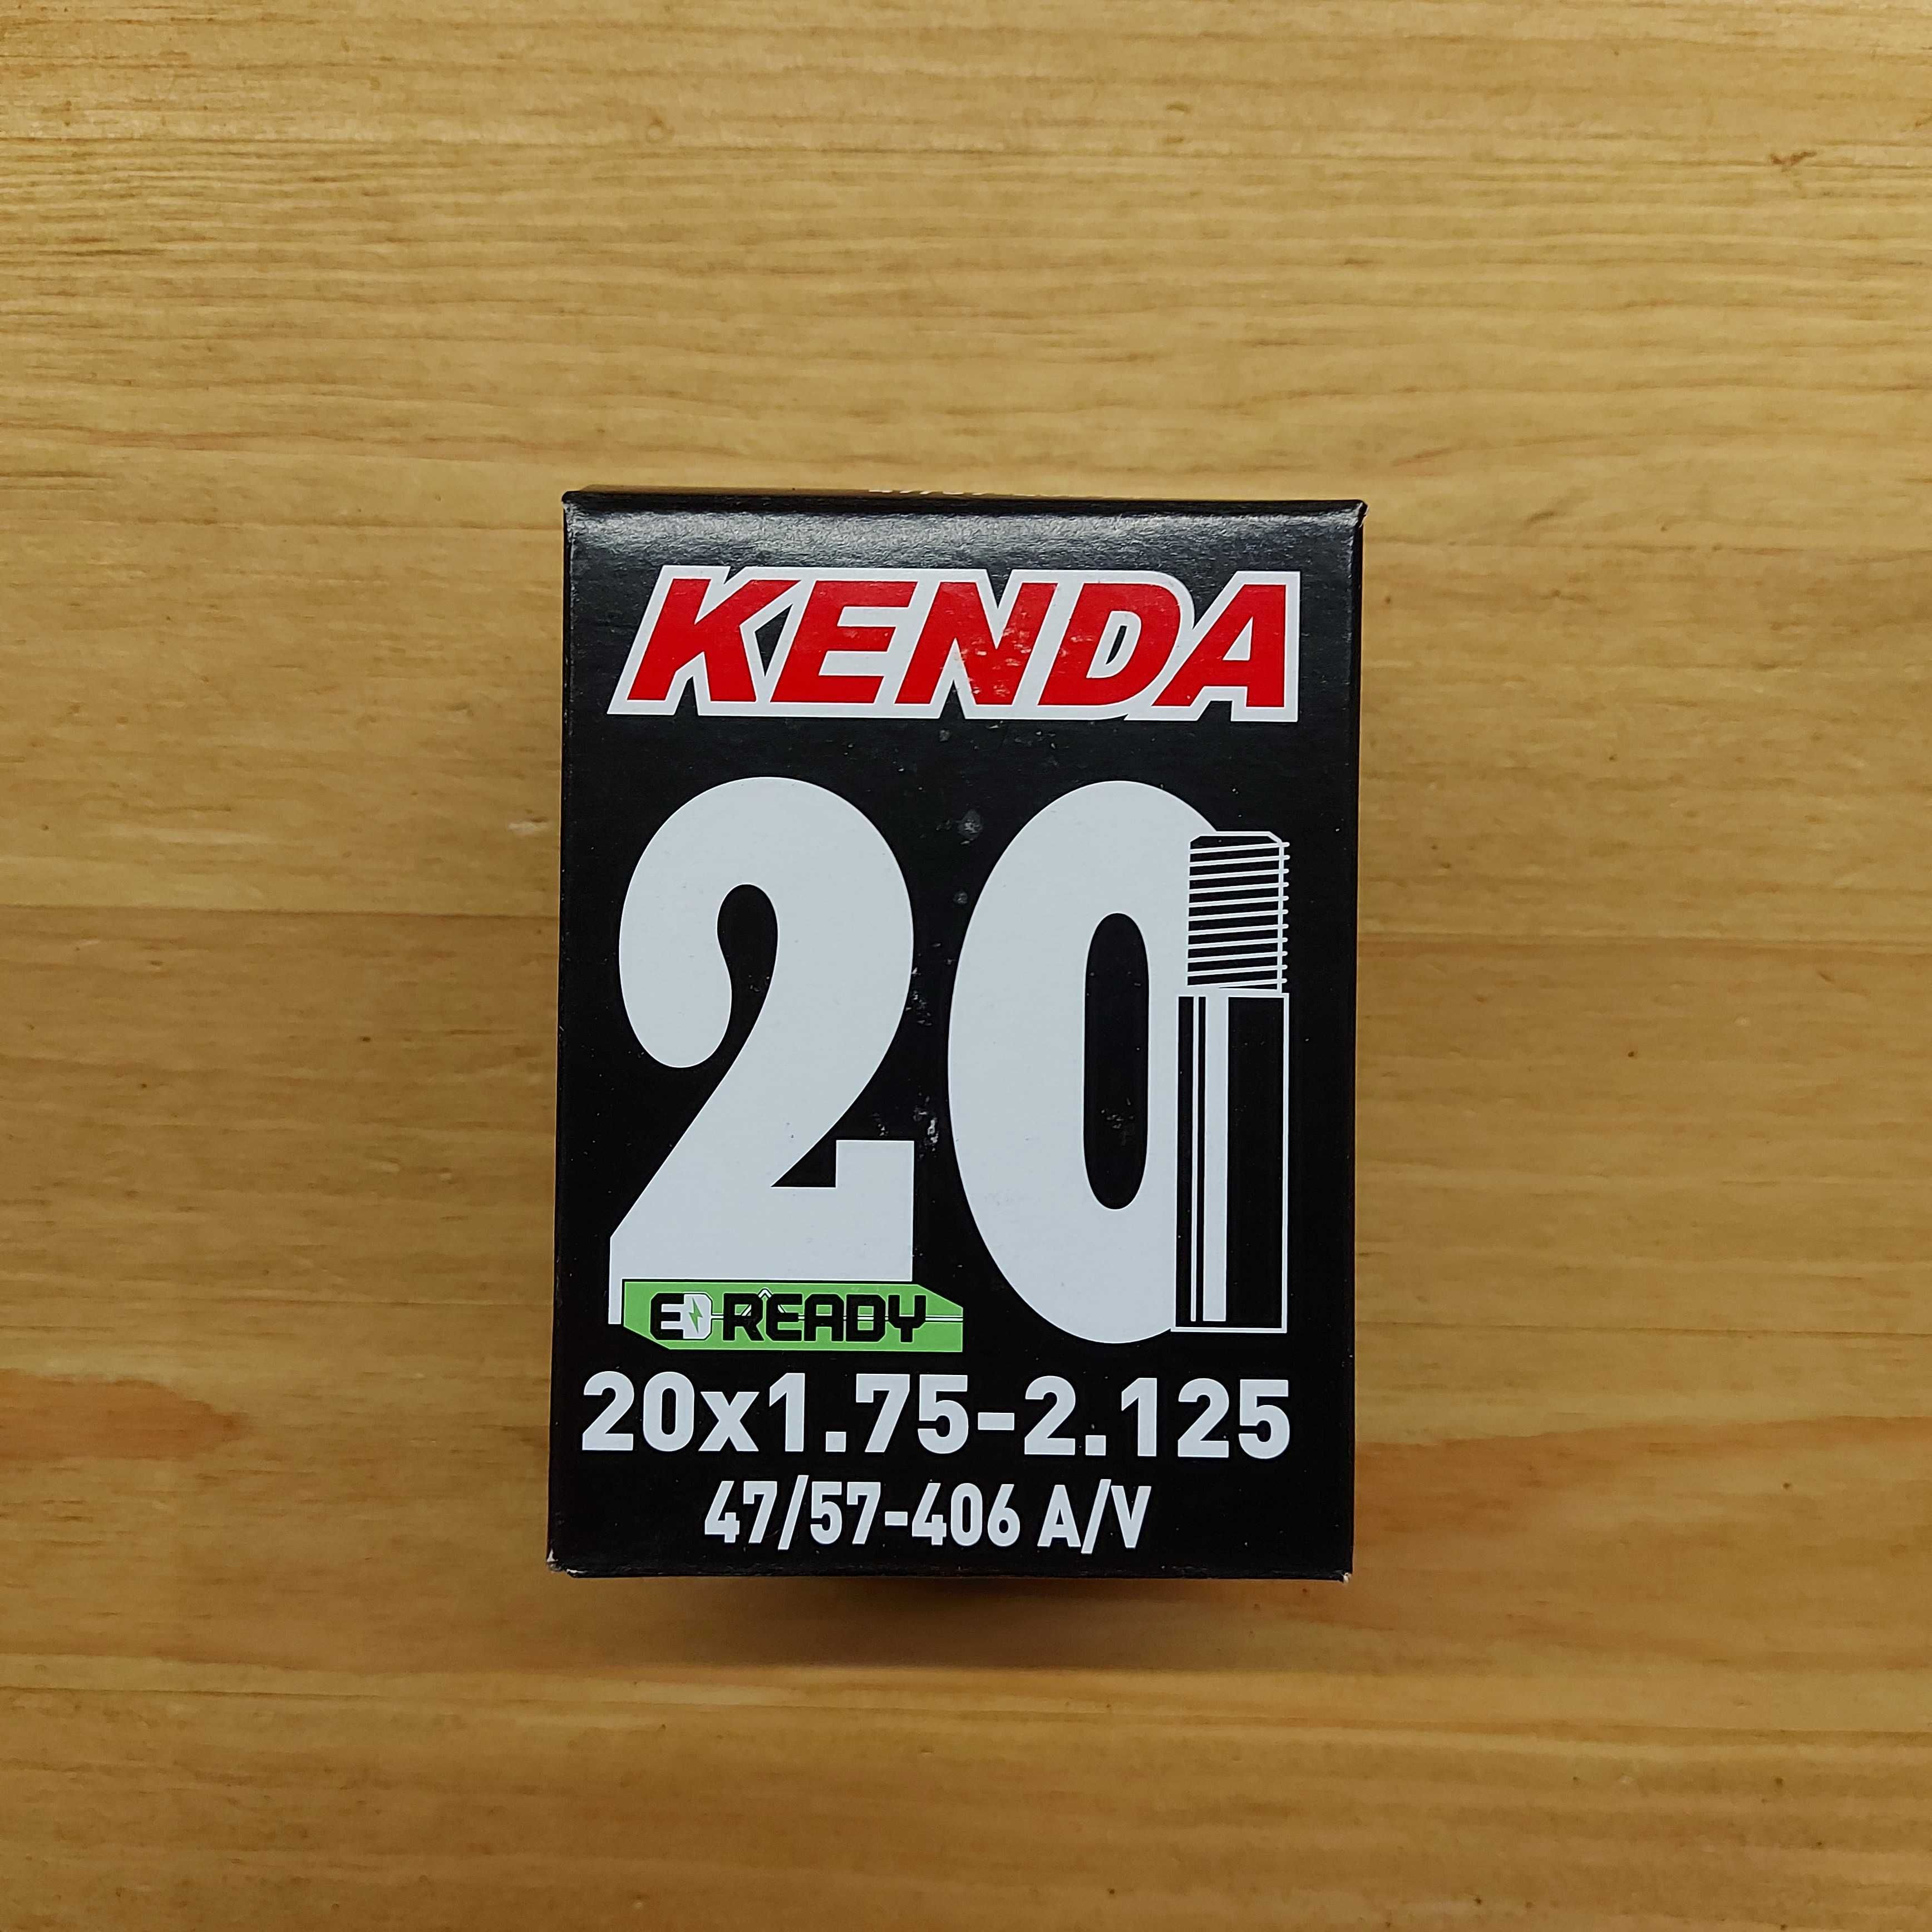 KENDA
20
E READY
20x1.75-2.125
47/57-406 A/V